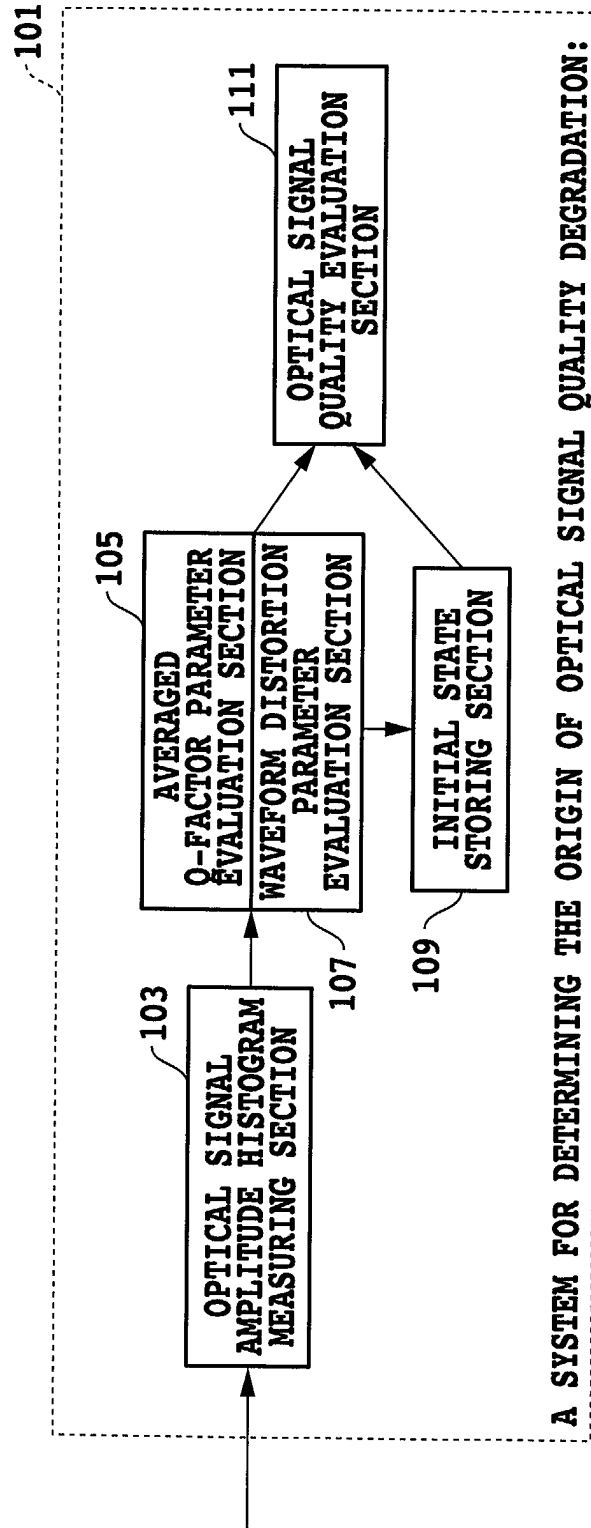 101
103
OPTICAL SIGNAL
AMPLITUDE HISTOGRAM
MEASURING SECTION
105
AVERAGED
Q-FACTOR PARAMETER
EVALUATION SECTION
WAVEFORM DISTORTION
PARAMETER
EVALUATION SECTION
107
INITIAL STATE
STORING SECTION
109
111
OPTICAL SIGNAL
QUALITY EVALUATION
SECTION
A SYSTEM FOR DETERMINING THE ORIGIN OF OPTICAL SIGNAL QUALITY DEGRADATION: